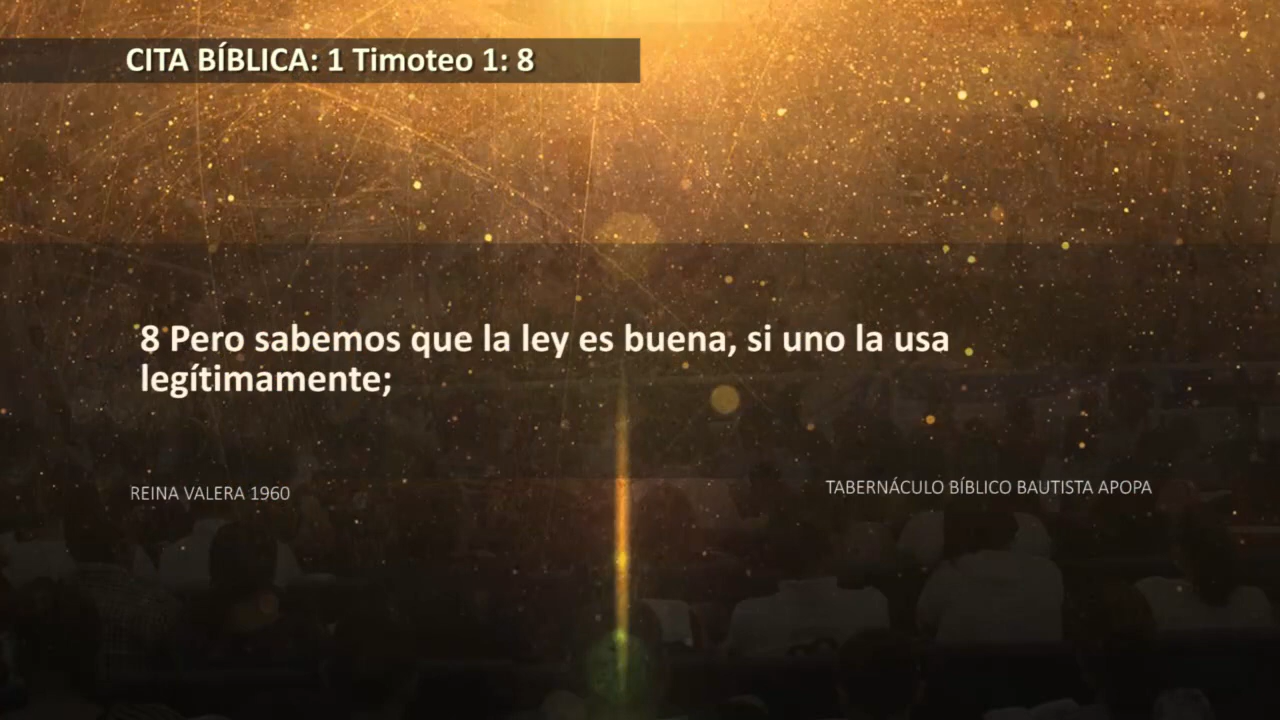 CITA BÍBLICA: 1 Timoteo 1: 8
8 Pero sabemos que la ley es buena, si uno la usa
legítimamente;
REINA VALERA 1960
TABERNÁCULO BÍBLICO BAUTISTA APOPA